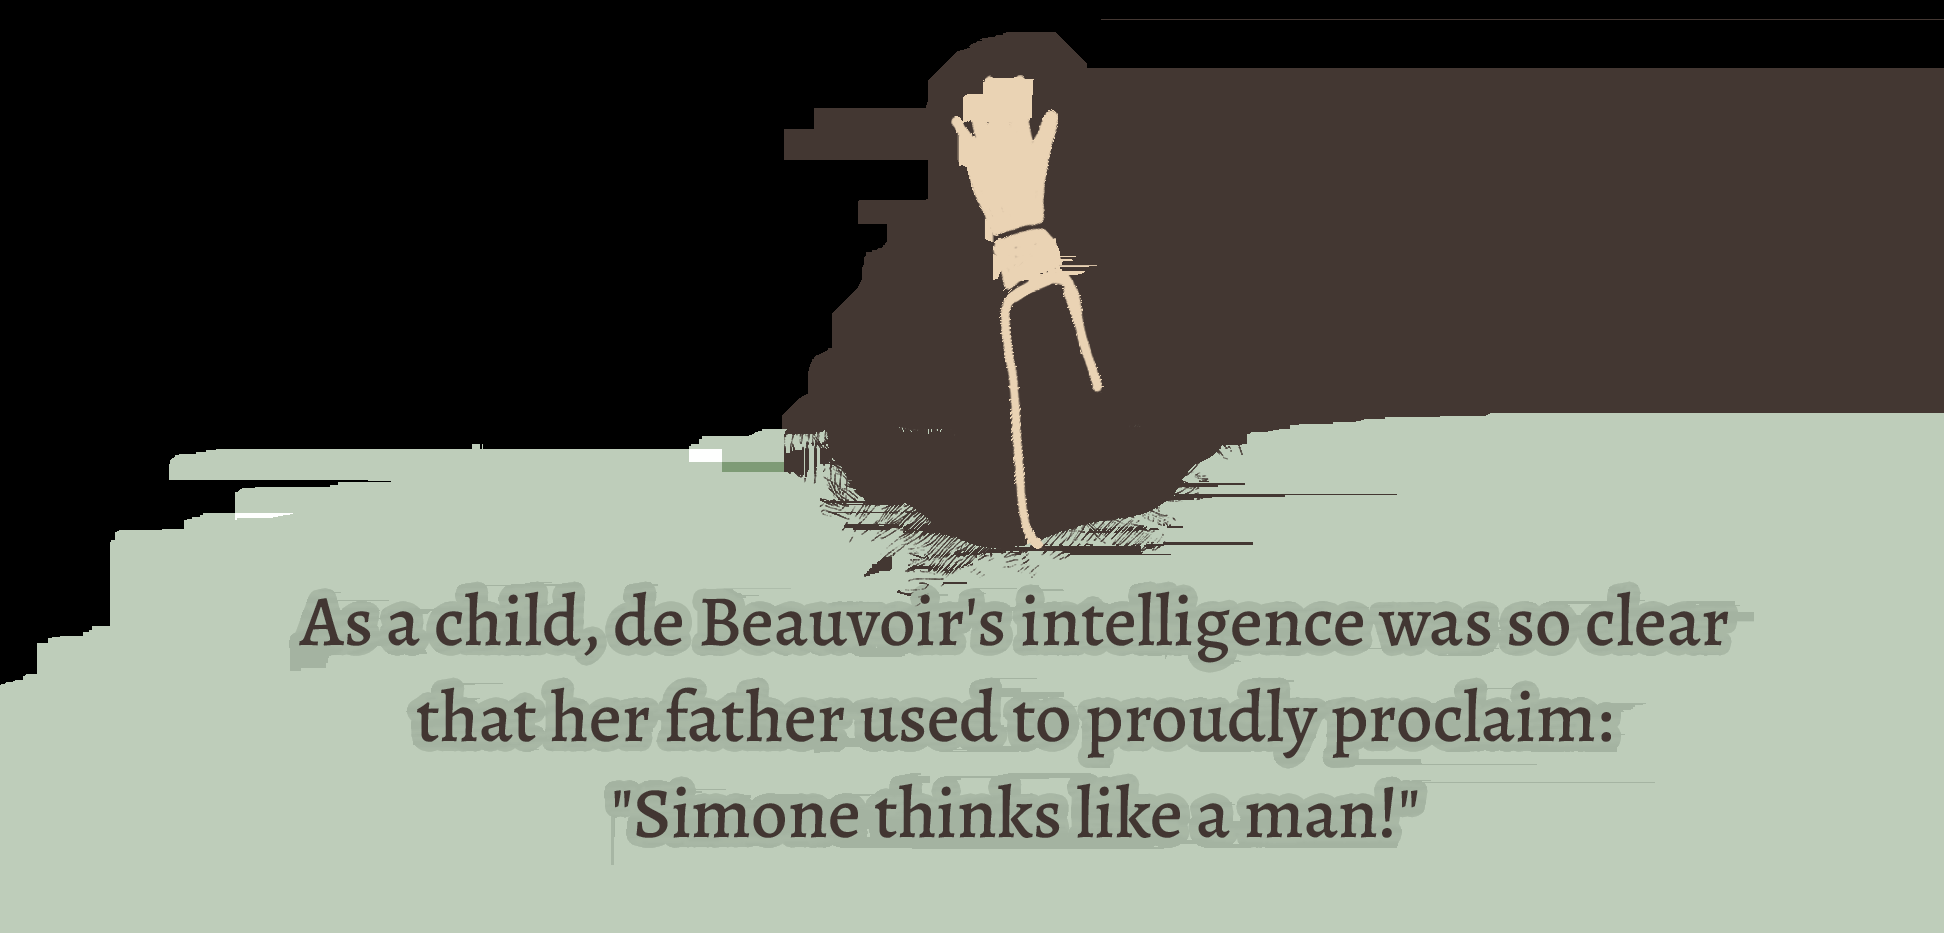 As a child, de Beauvoir's intelligence was so clear
that her father used to proudly proclaim:
"Simone thinks like a man!"